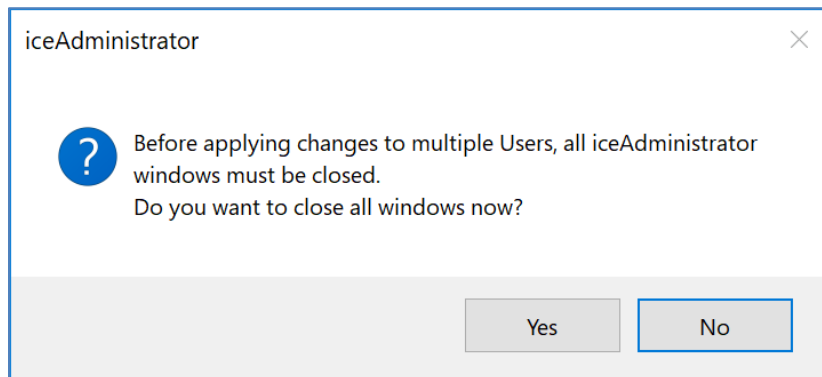 iceAdministrator
Before applying changes to multiple Users, all iceAdministrator
windows must be closed.
Do you want to close all windows now?
Yes
No